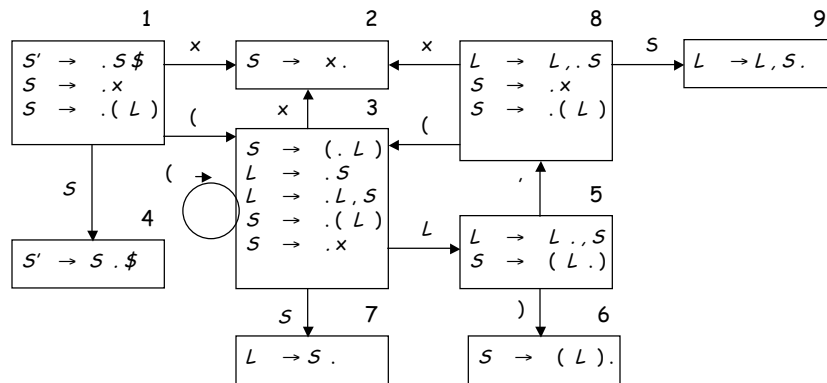 1
S' → .S$
S → .x
S → .(L)
x
(
S
4
S' → S.$
2
S → x.
x
3
S → (.L)
L → .S
L → .L,S
S → .(L)
S → .x
(
L
S
7
L → S.
8
L → L,.S
S → .x
S → .(L)
x
(
S
9
L → L,S.
,
5
L → L.,S
S → (L.)
)
6
S → (L).